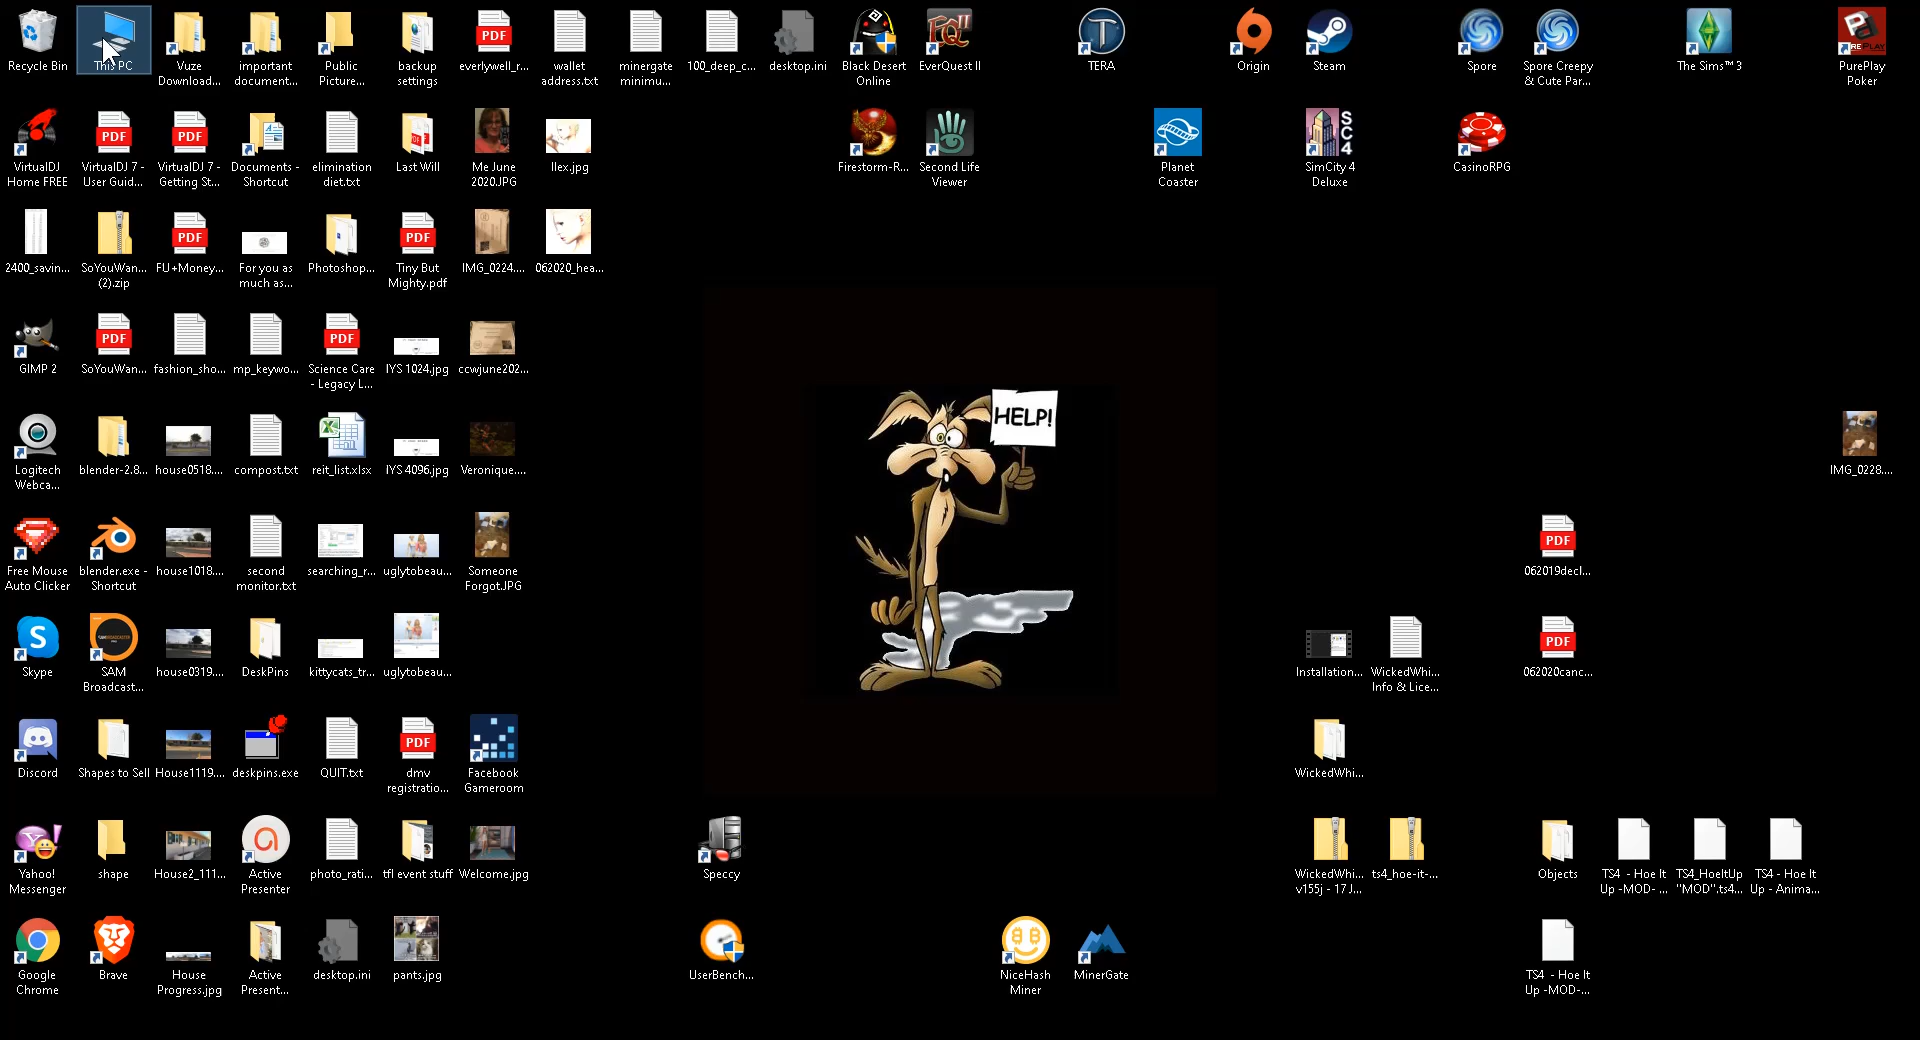 Recycle Bin
This PC
Vuze
Download...
important
document...
Public
Picture...
backup
settings
everlywell_r...
wallet
address.txt
minergate
minimu...
100_deep_c...
desktop.ini
Black Desert
Online
EverQuest II
TERA
Origin
Steam
Spore
Spore Creepy
& Cute Par...
The Sims™ 3
PurePlay
Poker
VirtualDJ
Home FREE
VirtualDJ 7 -
User Guid...
VirtualDJ 7 -
Getting St...
Documents -
Shortcut
elimination
diet.txt
Last Will
Me June
2020.JPG
llex.jpg
Firestorm-R...
Second Life
Viewer
Planet
Coaster
SimCity 4
Deluxe
CasinoRPG
2400_savin...
SoYouWan...
(2).zip
FU+Money...
For you as
much as...
Photoshop...
Tiny But
Mighty.pdf
IMG_0224....
062020_hea...
GIMP 2
SoYouWan...
fashion_sho...
mp_keywo...
Science Care
- Legacy L...
IYS 1024.jpg
ccwjune202...
HELP!
Logitech
Webca...
blender-2.8...
house0518....
compost.txt
reit_list.xlsx
IYS 4096.jpg
Veronique....
IMG_0228....
Free Mouse
Auto Clicker
blender.exe -
Shortcut
house1018....
second
monitor.txt
searching_r...
uglytobeau...
Someone
Forgot.JPG
062019decl...
Skype
SAM
Broadcast...
house0319....
DeskPins
kittycats_tr...
uglytobeau...
Installation...
WickedWhi...
Info & Lice...
062020canc...
Discord
Shapes to Sell
House1119....
deskpins.exe
QUIT.txt
dmv
registratio...
Facebook
Gameroom
WickedWhi...
Yahoo!
Messenger
shape
House2_111...
Active
Presenter
photo_rati...
tfl event stuff
Welcome.jpg
Speccy
WickedWhi...
v155j - 17 J...
ts4_hoe-it-...
Objects
TS4 - Hoe It
Up -MOD- ...
TS4_HoeItUp
"MOD".ts4...
TS4 - Hoe It
Up - Anima...
Google
Chrome
Brave
House
Progress.jpg
Active
Present...
desktop.ini
pants.jpg
UserBench...
NiceHash
Miner
MinerGate
TS4 - Hoe It
Up -MOD-...